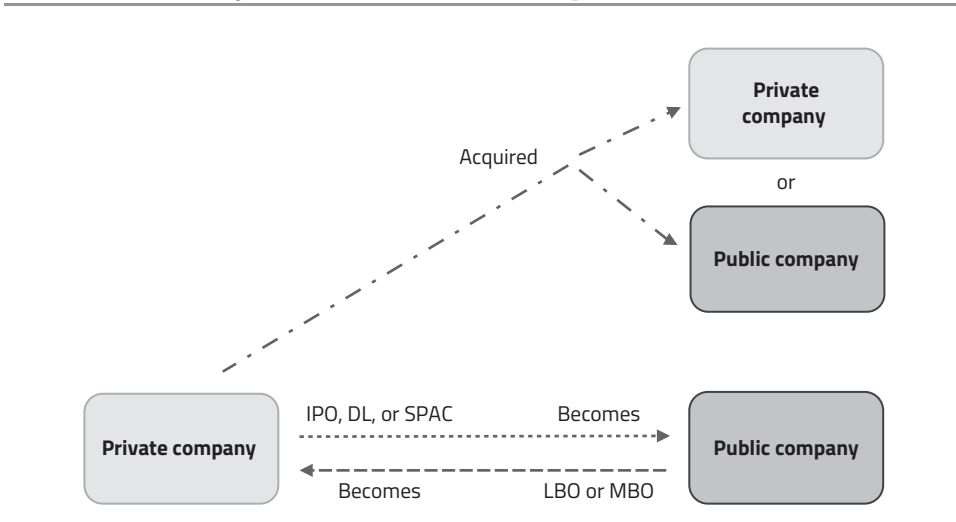 Private
company
Acquired
or
Public company
IPO, DL, or SPAC
Becomes
Private company
Public company
Becomes
LBO or MBO